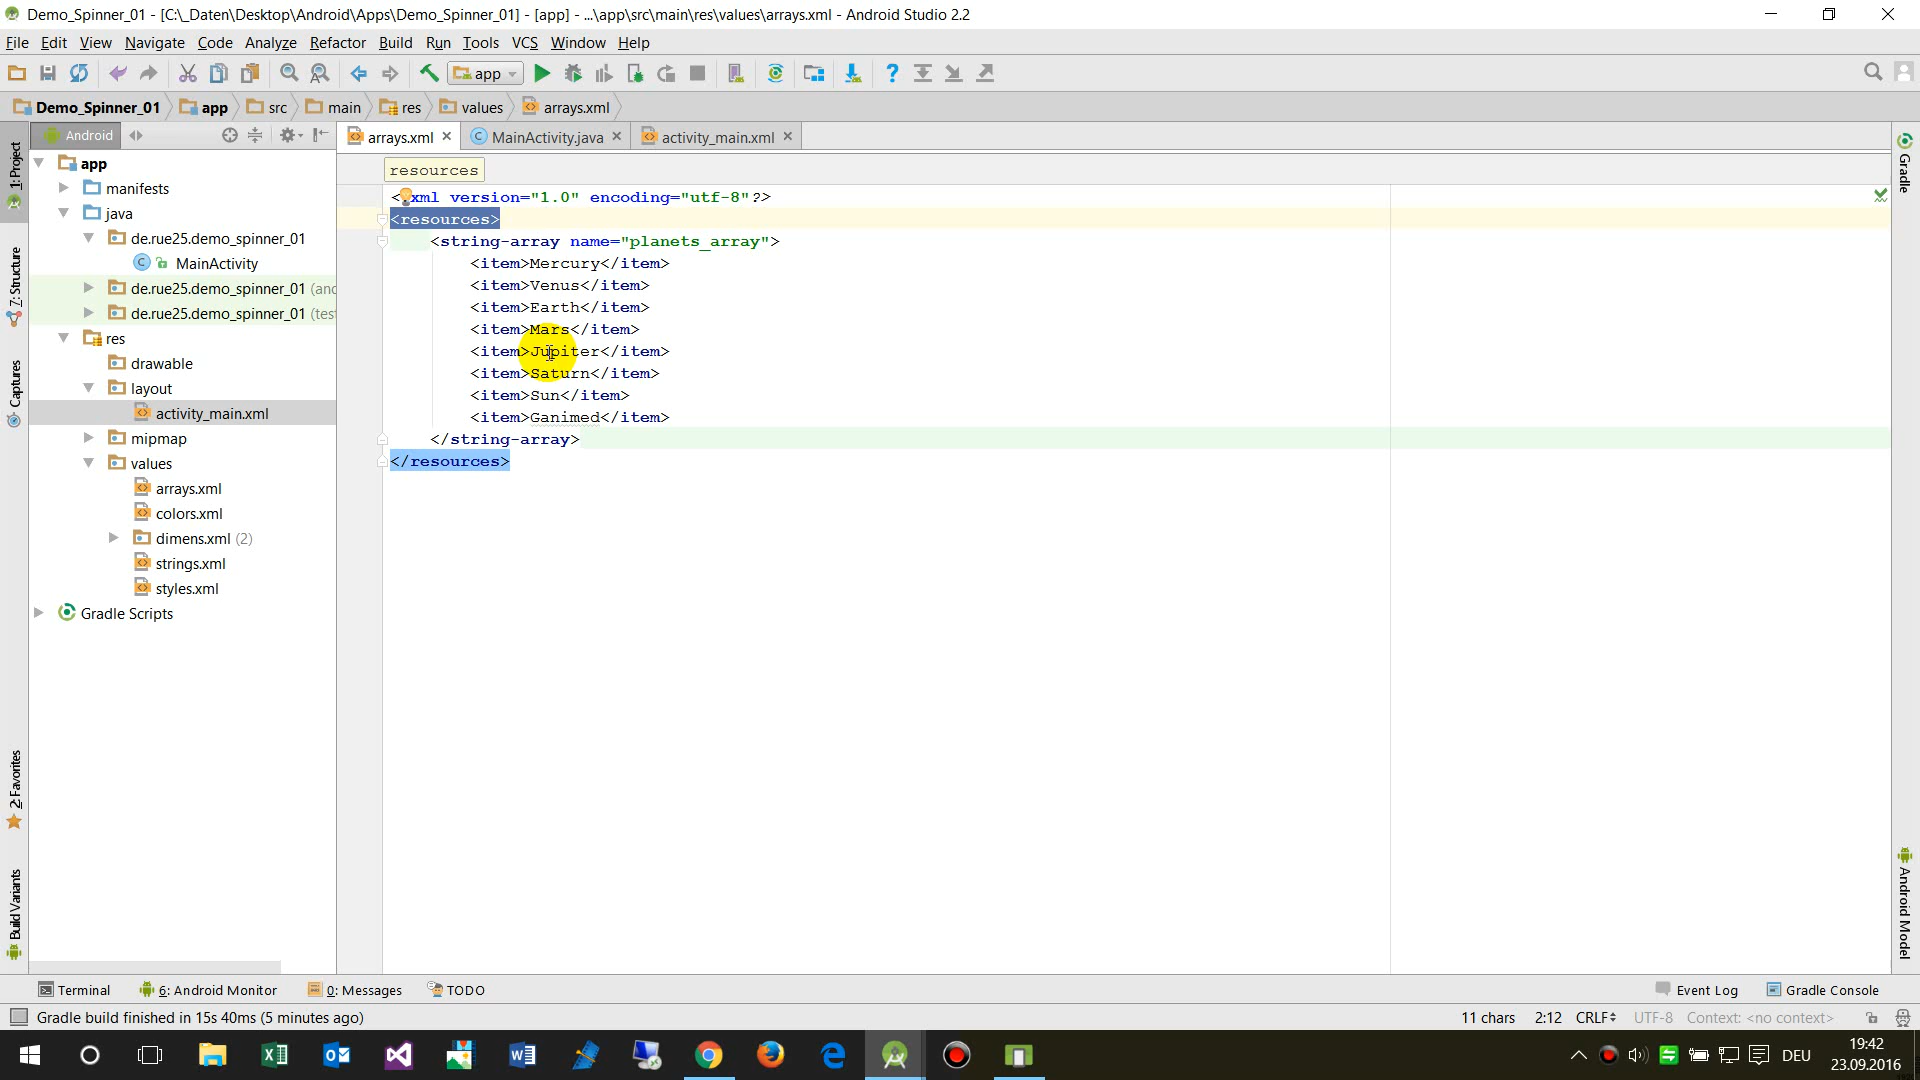 Demo_Spinner_01 - [C:\_Daten\Desktop\Android\Apps\Demo_Spinner_01] - [app] - ...\app\src\main\res\values\arrays.xml - Android Studio 2.2
File Edit View Navigate Code Analyze Refactor Build Run Tools VCS Window Help
app
Demo_Spinner_01 app src main res values arrays.xml
Android
arrays.xml MainActivity.java activity_main.xml
1: Project
7: Structure
Captures
2: Favorites
Build Variants
app
manifests
java
de.rue25.demo_spinner_01
MainActivity
de.rue25.demo_spinner_01 (and
de.rue25.demo_spinner_01 (test
res
drawable
layout
activity_main.xml
mipmap
values
arrays.xml
colors.xml
dimens.xml (2)
strings.xml
styles.xml
Gradle Scripts
resources
<?xml version="1.0" encoding="utf-8"?>
<resources>
<string-array name="planets_array">
<item>Mercury</item>
<item>Venus</item>
<item>Earth</item>
<item>Mars</item>
<item>Jupiter</item>
<item>Saturn</item>
<item>Sun</item>
<item>Ganimed</item>
</string-array>
</resources>
Gradle
Android Model
Terminal 6: Android Monitor 0: Messages TODO Event Log Gradle Console
Gradle build finished in 15s 40ms (5 minutes ago) 11 chars 2:12 CRLF UTF-8 Context: <no context>
DEU
19:42
23.09.2016